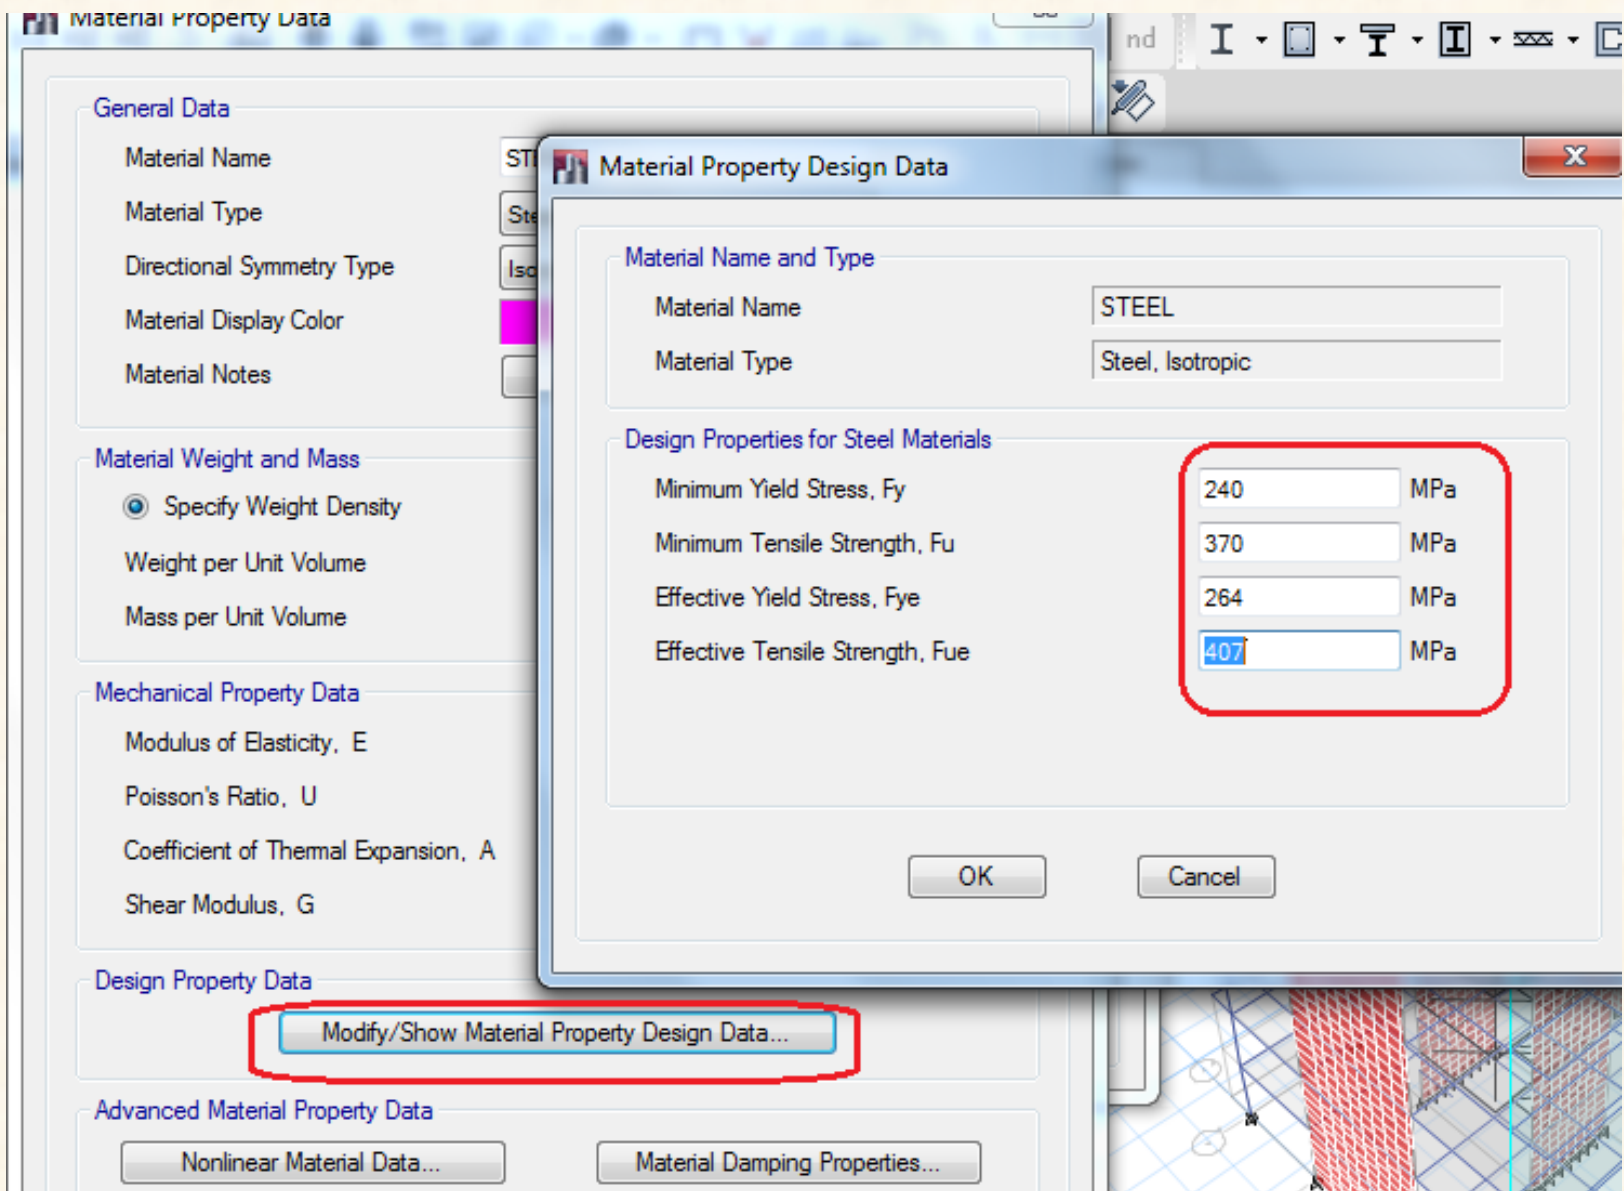 Material Property Data
nd
General Data
Material Name
Material Type
Directional Symmetry Type
Material Display Color
Material Notes
Material Weight and Mass
Specify Weight Density
Weight per Unit Volume
Mass per Unit Volume
Mechanical Property Data
Modulus of Elasticity, E
Poisson's Ratio, U
Coefficient of Thermal Expansion, A
Shear Modulus, G
Design Property Data
Modify/Show Material Property Design Data...
Advanced Material Property Data
Nonlinear Material Data...
Material Damping Properties...
Material Property Design Data
Material Name and Type
Material Name STEEL
Material Type Steel, Isotropic
Design Properties for Steel Materials
Minimum Yield Stress, Fy 240 MPa
Minimum Tensile Strength, Fu 370 MPa
Effective Yield Stress, Fye 264 MPa
Effective Tensile Strength, Fue 407 MPa
OK Cancel